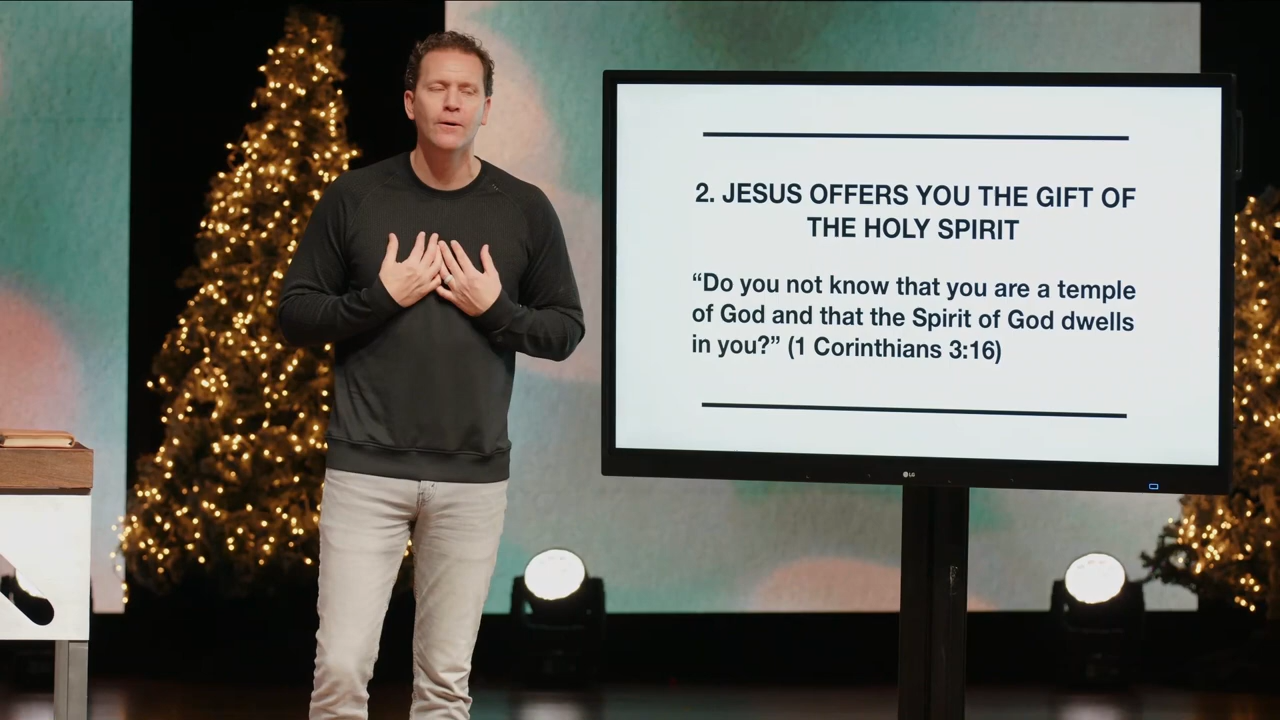 2. JESUS OFFERS YOU THE GIFT OF
THE HOLY SPIRIT
“Do you not know that you are a temple
of God and that the Spirit of God dwells
in you?” (1 Corinthians 3:16)
LG